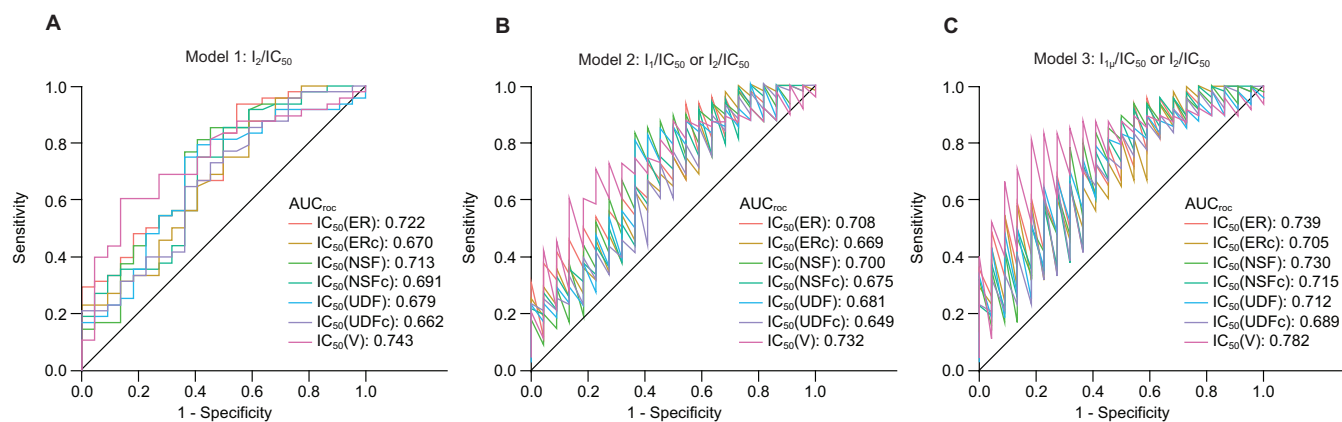 A
Model 1: I₂/IC₅₀
1.0
0.8
0.6
0.4
0.2
0.0
Sensitivity
0.0 0.2 0.4 0.6 0.8 1.0
1 - Specificity
AUCroc
IC₅₀(ER): 0.722
IC₅₀(ERc): 0.670
IC₅₀(NSF): 0.713
IC₅₀(NSFc): 0.691
IC₅₀(UDF): 0.679
IC₅₀(UDFc): 0.662
IC₅₀(V): 0.743
B
Model 2: I₁/IC₅₀ or I₂/IC₅₀
1.0
0.8
0.6
0.4
0.2
0.0
Sensitivity
0.0 0.2 0.4 0.6 0.8 1.0
1 - Specificity
AUCroc
IC₅₀(ER): 0.708
IC₅₀(ERc): 0.669
IC₅₀(NSF): 0.700
IC₅₀(NSFc): 0.675
IC₅₀(UDF): 0.681
IC₅₀(UDFc): 0.649
IC₅₀(V): 0.732
C
Model 3: I₁µ/IC₅₀ or I₂/IC₅₀
1.0
0.8
0.6
0.4
0.2
0.0
Sensitivity
0.0 0.2 0.4 0.6 0.8 1.0
1 - Specificity
AUCroc
IC₅₀(ER): 0.739
IC₅₀(ERc): 0.705
IC₅₀(NSF): 0.730
IC₅₀(NSFc): 0.715
IC₅₀(UDF): 0.712
IC₅₀(UDFc): 0.689
IC₅₀(V): 0.782